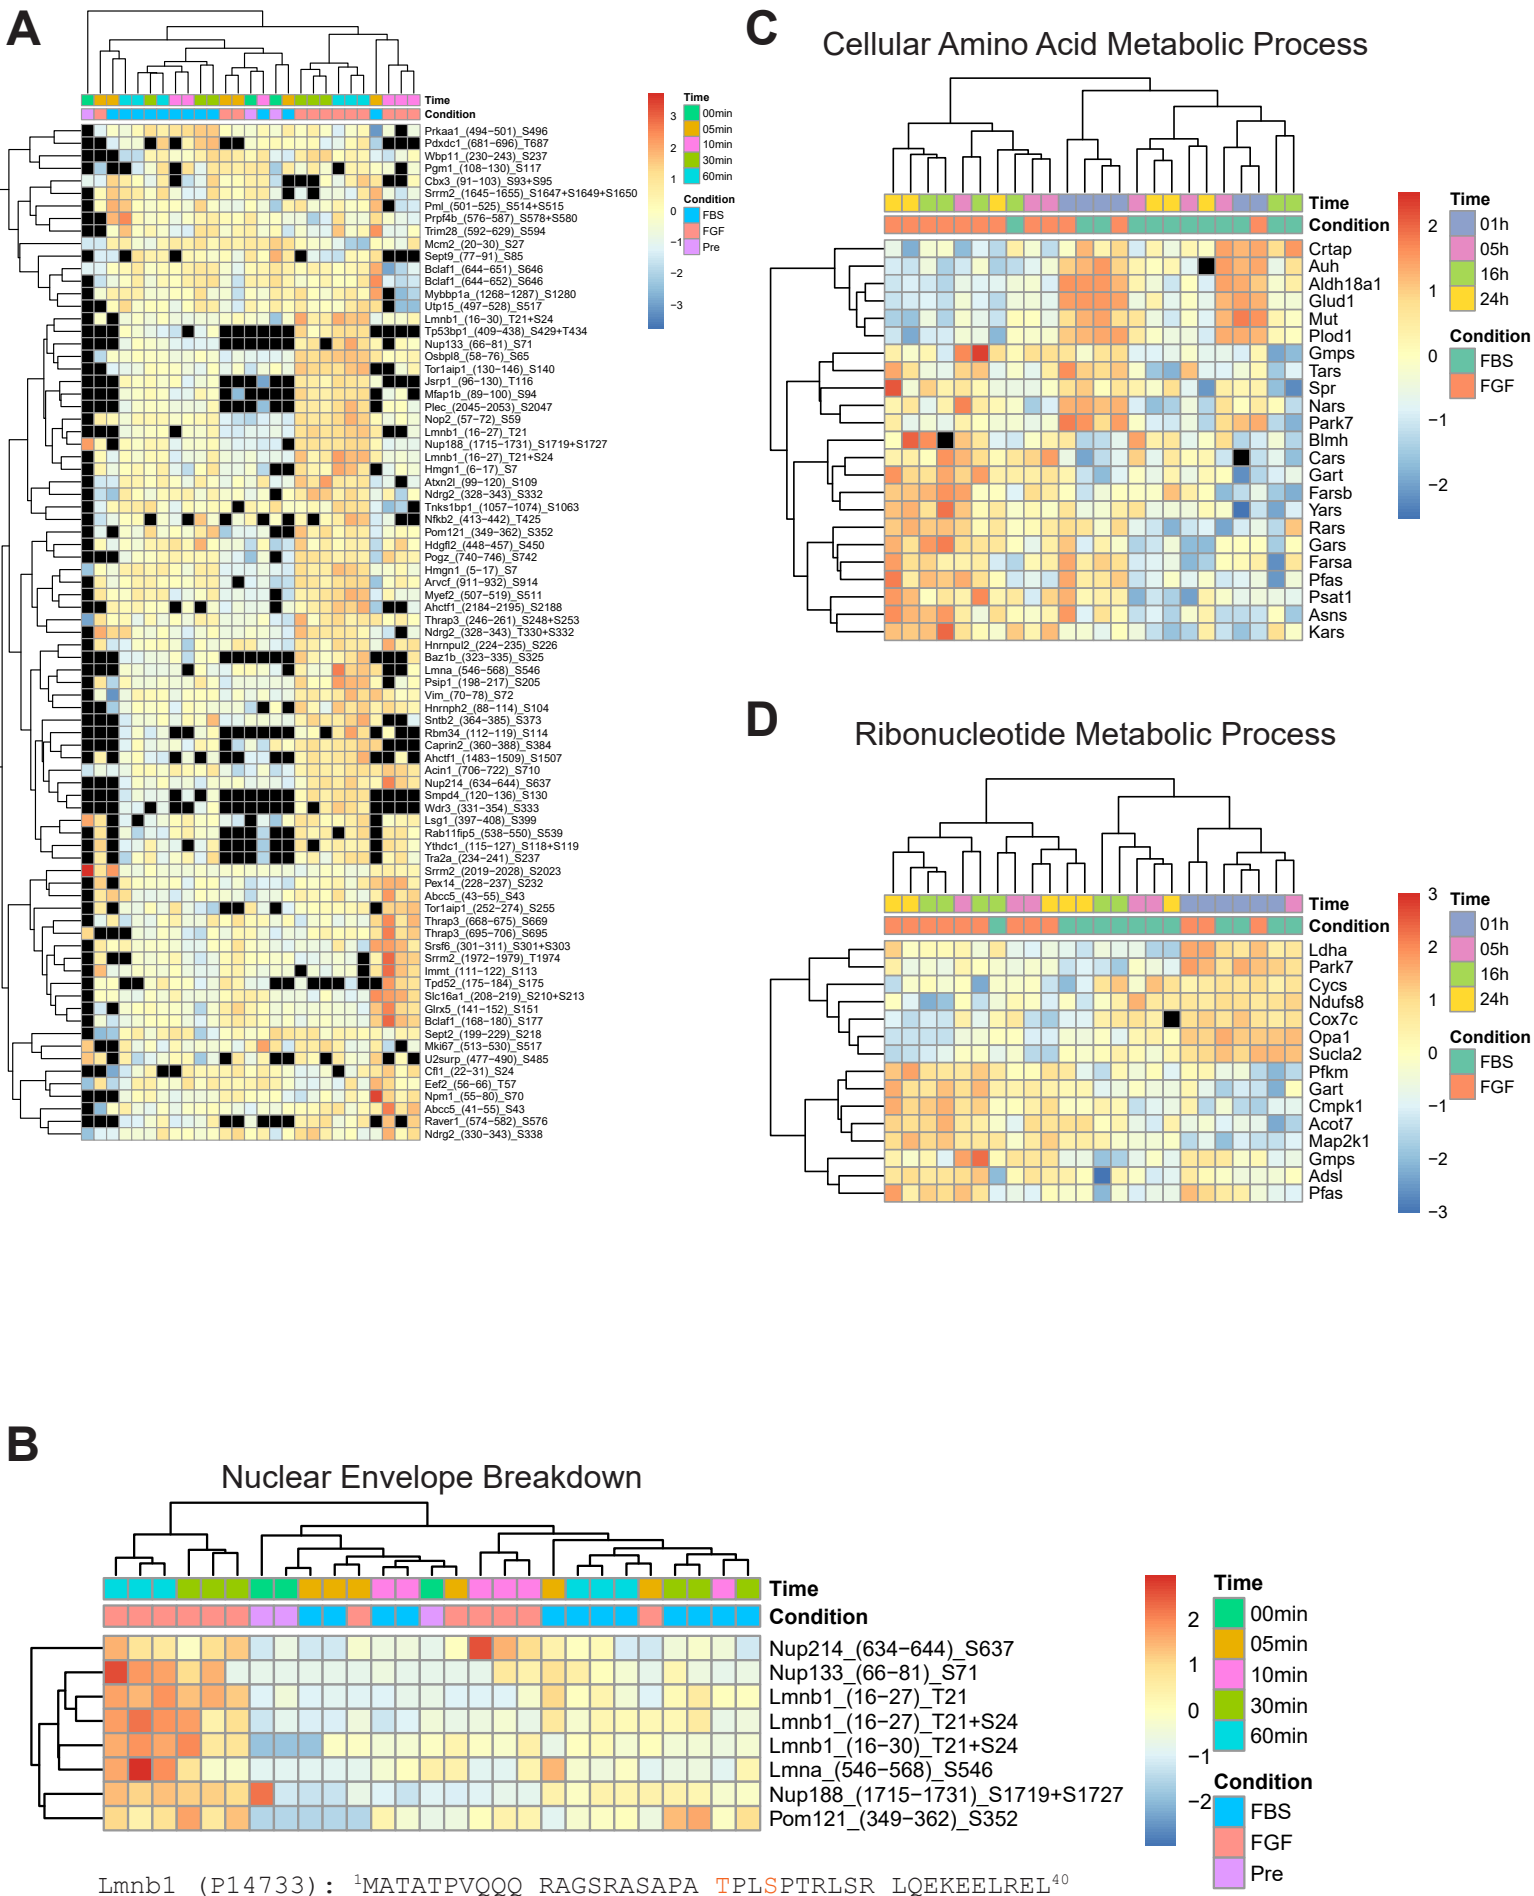 A
Time
Condition
Prkaa1_(494−501)_S496
Pdxdc1_(681−696)_T687
Wbp11_(230−243)_S237
Pgm1_(108−130)_S117
Cbx3_(91−103)_S93+S95
Srrm2_(1645−1655)_S1647+S1649+S1650
Pml_(501−525)_S514+S515
Prpf4b_(576−587)_S578+S580
Trim28_(592−629)_S594
Mcm2_(20−30)_S27
Sept9_(77−91)_S85
Bclaf1_(644−651)_S646
Bclaf1_(644−652)_S646
Mybbp1a_(1268−1287)_S1280
Utp15_(497−528)_S517
Lmnb1_(16−30)_T21+S24
Tp53bp1_(409−438)_S429+T434
Nup133_(66−81)_S71
Osbpl8_(58−76)_S65
Tor1aip1_(130−146)_S140
Jsrp1_(96−130)_T116
Mfap1b_(89−100)_S94
Plec_(2045−2053)_S2047
Nop2_(57−72)_S59
Lmnb1_(16−27)_T21
Nup188_(1715−1731)_S1719+S1727
Lmnb1_(16−27)_T21+S24
Hmgn1_(6−17)_S7
Atxn2l_(99−120)_S109
Ndrg2_(328−343)_S332
Tnks1bp1_(1057−1074)_S1063
Nfkb2_(413−442)_T425
Pom121_(349−362)_S352
Hdgfl2_(448−457)_S450
Pogz_(740−746)_S742
Hmgn1_(5−17)_S7
Arvcf_(911−932)_S914
Myef2_(507−519)_S511
Ahctf1_(2184−2195)_S2188
Thrap3_(246−261)_S248+S253
Ndrg2_(328−343)_T330+S332
Hnrnpul2_(224−235)_S226
Baz1b_(323−335)_S325
Lmna_(546−568)_S546
Psip1_(198−217)_S205
Vim_(70−78)_S72
Hnrnph2_(88−114)_S104
Sntb2_(364−385)_S373
Rbm34_(112−119)_S114
Caprin2_(360−388)_S384
Ahctf1_(1483−1509)_S1507
Acin1_(706−722)_S710
Nup214_(634−644)_S637
Smpd4_(120−136)_S130
Wdr3_(331−354)_S333
Lsg1_(397−408)_S399
Rab11fip5_(538−550)_S539
Ythdc1_(115−127)_S118+S119
Tra2a_(234−241)_S237
Srrm2_(2019−2028)_S2023
Pex14_(228−237)_S232
Abcc5_(43−55)_S43
Tor1aip1_(252−274)_S255
Thrap3_(668−675)_S669
Thrap3_(695−706)_S695
Srsf6_(301−311)_S301+S303
Srrm2_(1972−1979)_T1974
Immt_(111−122)_S113
Tpd52_(175−184)_S175
Slc16a1_(208−219)_S210+S213
Glrx5_(141−152)_S151
Bclaf1_(168−180)_S177
Sept2_(199−229)_S218
Mki67_(513−530)_S517
U2surp_(477−490)_S485
Cfl1_(22−31)_S24
Eef2_(56−66)_T57
Npm1_(55−80)_S70
Abcc5_(41−55)_S43
Raver1_(574−582)_S576
Ndrg2_(330−343)_S338
3
2
1
0
−1
−2
−3
Time
00min
05min
10min
30min
60min
Condition
FBS
FGF
Pre
B
Nuclear Envelope Breakdown
Time
Condition
Nup214_(634−644)_S637
Nup133_(66−81)_S71
Lmnb1_(16−27)_T21
Lmnb1_(16−27)_T21+S24
Lmnb1_(16−30)_T21+S24
Lmna_(546−568)_S546
Nup188_(1715−1731)_S1719+S1727
Pom121_(349−362)_S352
2
1
0
−1
−2
Time
00min
05min
10min
30min
60min
Condition
FBS
FGF
Pre
Lmnb1 (P14733): 1MATATPVQQQ RAGSRASAPA TPLSPTRLSR LQEKEELREL40
C
Cellular Amino Acid Metabolic Process
Time
Condition
Crtap
Auh
Aldh18a1
Glud1
Mut
Plod1
Gmps
Tars
Spr
Nars
Park7
Blmh
Cars
Gart
Farsb
Yars
Rars
Gars
Farsa
Pfas
Psat1
Asns
Kars
2
1
0
−1
−2
Time
01h
05h
16h
24h
Condition
FBS
FGF
D
Ribonucleotide Metabolic Process
Time
Condition
Ldha
Park7
Cycs
Ndufs8
Cox7c
Opa1
Sucla2
Pfkm
Gart
Cmpk1
Acot7
Map2k1
Gmps
Adsl
Pfas
3
2
1
0
−1
−2
−3
Time
01h
05h
16h
24h
Condition
FBS
FGF